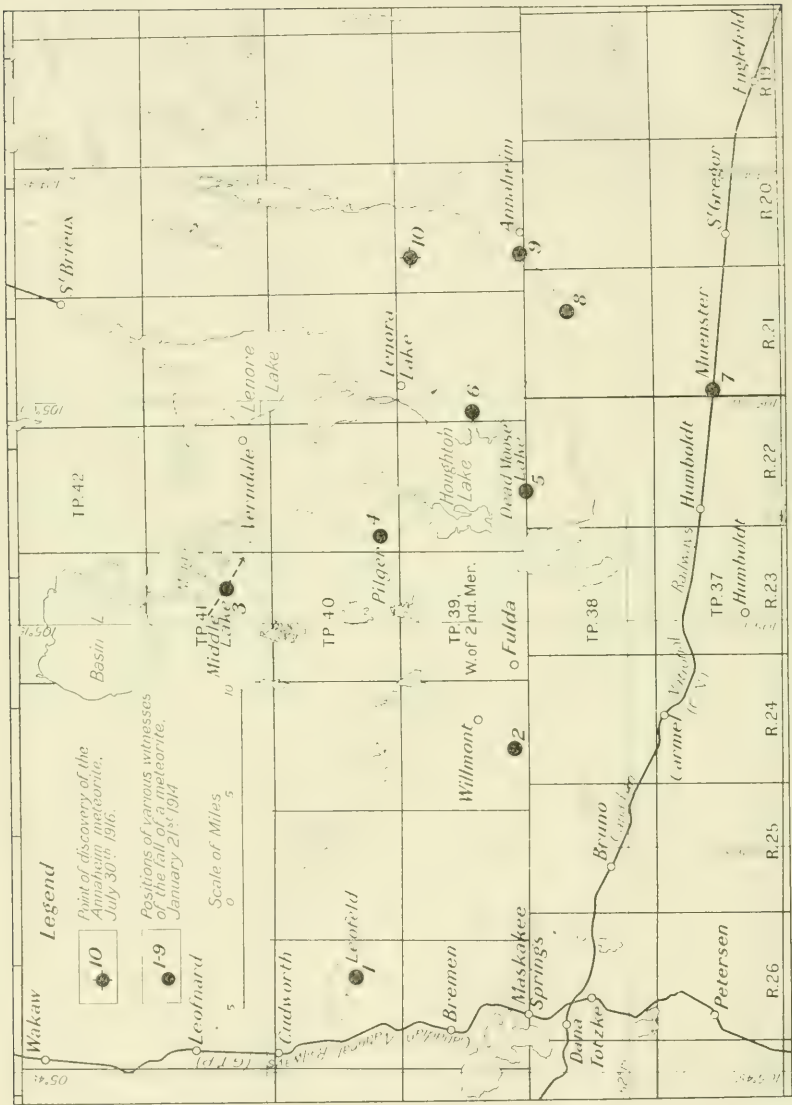 Wakaw
Legend
10
Point of discovery of the
Annaheim meteorite,
July 30th 1916.
1-9
Positions of various witnesses
of the fall of a meteorite,
January 21st 1914
Scale of Miles
5 0 5 10
Basin L
TP. 42
St Brieux
Leofnard
TP. 41
Middle
Lake
3
Verndale
Lenore
Lake
Cudworth
1
Leofeld
TP. 40
Pilger
4
Lenora
Lake
10
Bremen
Willmont
TP. 39,
W. of 2nd. Mer.
Houghton
Lake
6
Maskakee
Springs
2
Fulda
Dead Moose
Lake
5
9
Annaheim
Dana
Totzke
TP. 38
8
Bruno
Carmel
Railways
Humboldt
7
Muenster
St Gregor
Petersen
TP. 37
Humboldt
Englefeld
R.26
R.25
R.24
R.23
R.22
R.21
R.20
R.19